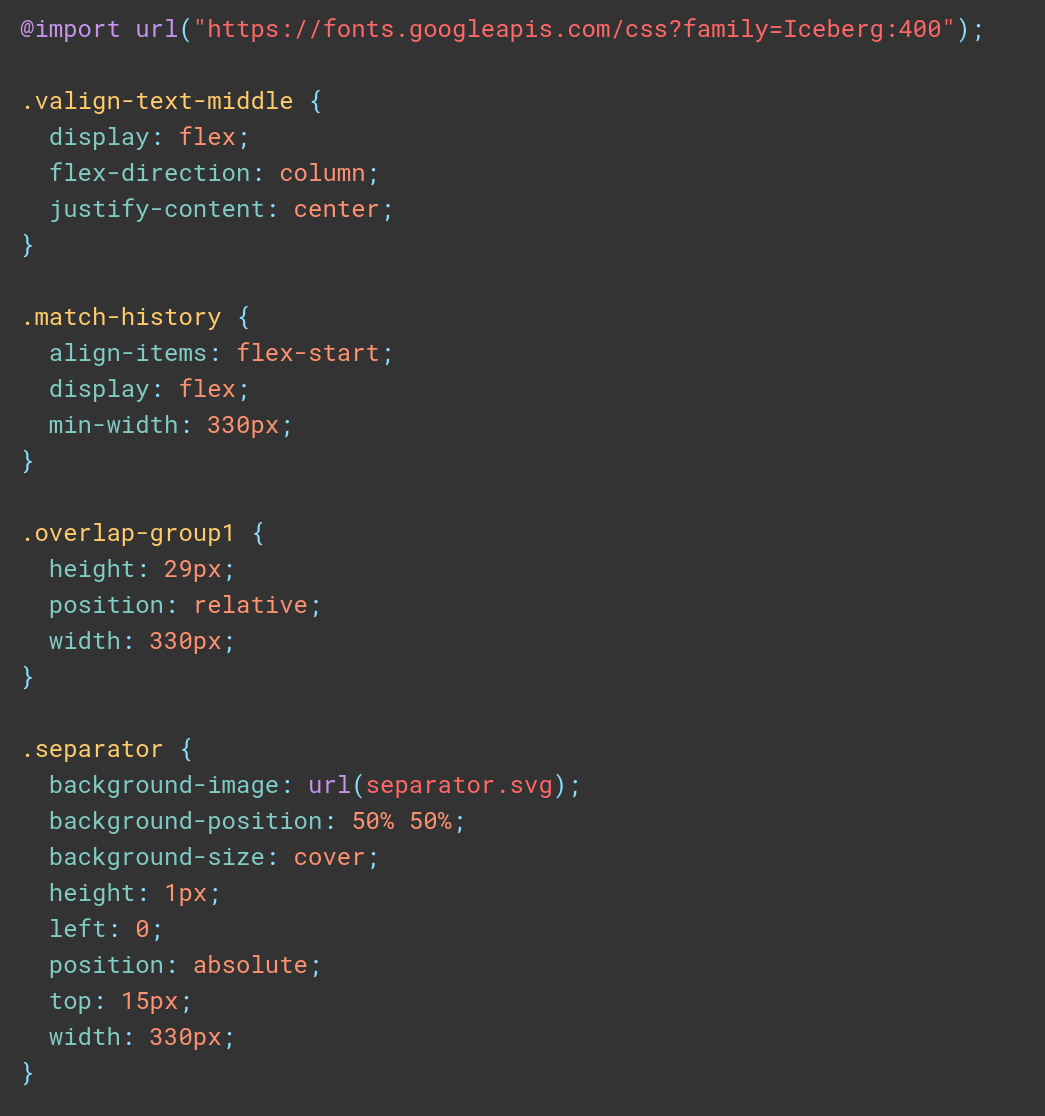 @import url("https://fonts.googleapis.com/css?family=Iceberg:400");

.valign-text-middle {
  display: flex;
  flex-direction: column;
  justify-content: center;
}

.match-history {
  align-items: flex-start;
  display: flex;
  min-width: 330px;
}

.overlap-group1 {
  height: 29px;
  position: relative;
  width: 330px;
}

.separator {
  background-image: url(separator.svg);
  background-position: 50% 50%;
  background-size: cover;
  height: 1px;
  left: 0;
  position: absolute;
  top: 15px;
  width: 330px;
}